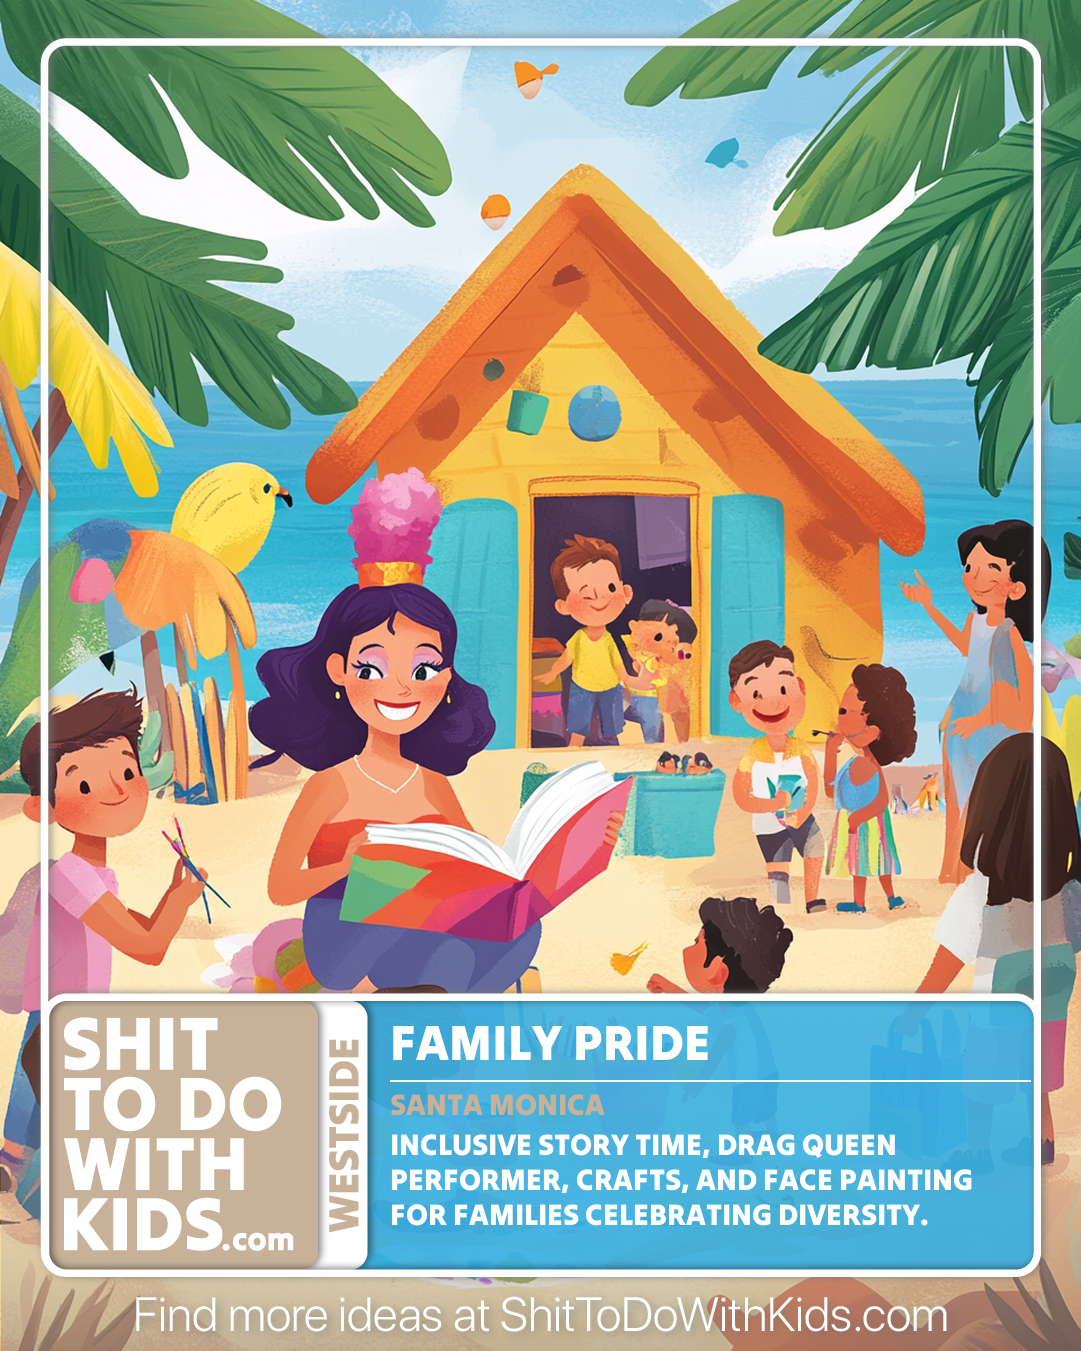 SHIT
TO DO
WITH
KIDS.com
WESTSIDE
FAMILY PRIDE
SANTA MONICA
INCLUSIVE STORY TIME, DRAG QUEEN
PERFORMER, CRAFTS, AND FACE PAINTING
FOR FAMILIES CELEBRATING DIVERSITY.
Find more ideas at ShitToDoWithKids.com